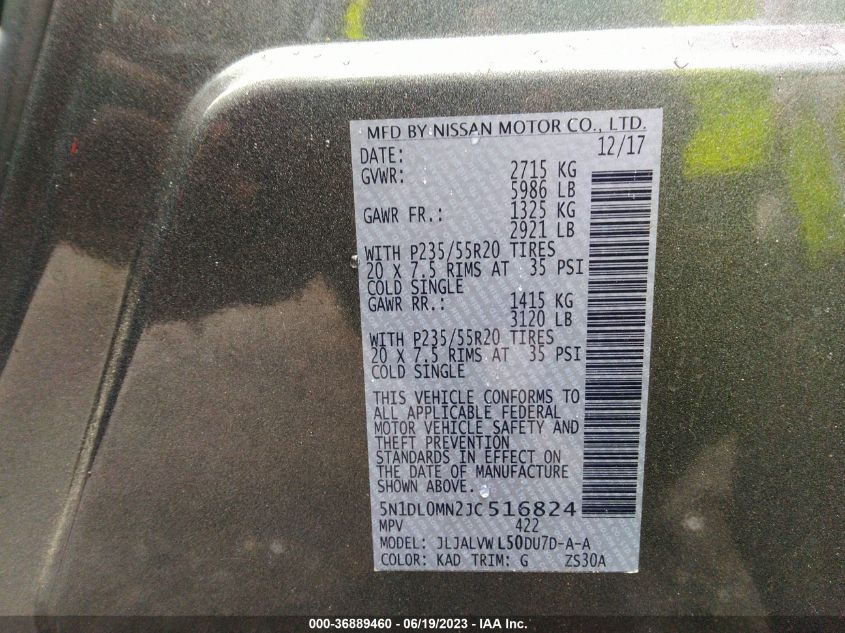 MFD BY NISSAN MOTOR CO., LTD.
DATE: 12/17
GVWR: 2715 KG
5986 LB
GAWR FR.: 1325 KG
2921 LB
WITH P235/55R20 TIRES
20 X 7.5 RIMS AT 35 PSI
COLD SINGLE
GAWR RR.: 1415 KG
3120 LB
WITH P235/55R20 TIRES
20 X 7.5 RIMS AT 35 PSI
COLD SINGLE
THIS VEHICLE CONFORMS TO
ALL APPLICABLE FEDERAL
MOTOR VEHICLE SAFETY AND
THEFT PREVENTION
STANDARDS IN EFFECT ON
THE DATE OF MANUFACTURE
SHOWN ABOVE.
5N1DL0MN2JC516824
MPV 422
MODEL: JLJALVWL50DU7D-A-A
COLOR: KAD TRIM: G ZS30A
000-36889460 - 06/19/2023 - IAA Inc.